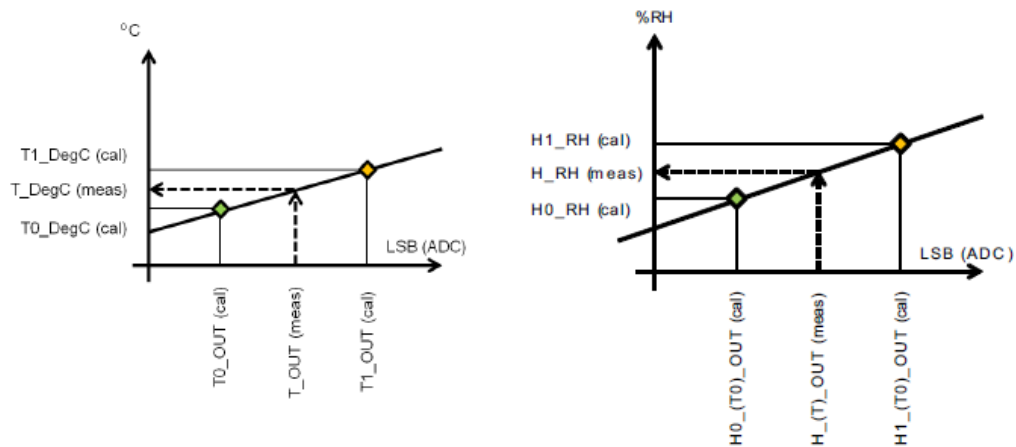 °C
T1_DegC (cal)
T_DegC (meas)
T0_DegC (cal)
LSB (ADC)
T0_OUT (cal)
T_OUT (meas)
T1_OUT (cal)
%RH
H1_RH (cal)
H_RH (meas)
H0_RH (cal)
LSB (ADC)
H0_(T0)_OUT (cal)
H_(T)_OUT (meas)
H1_(T0)_OUT (cal)